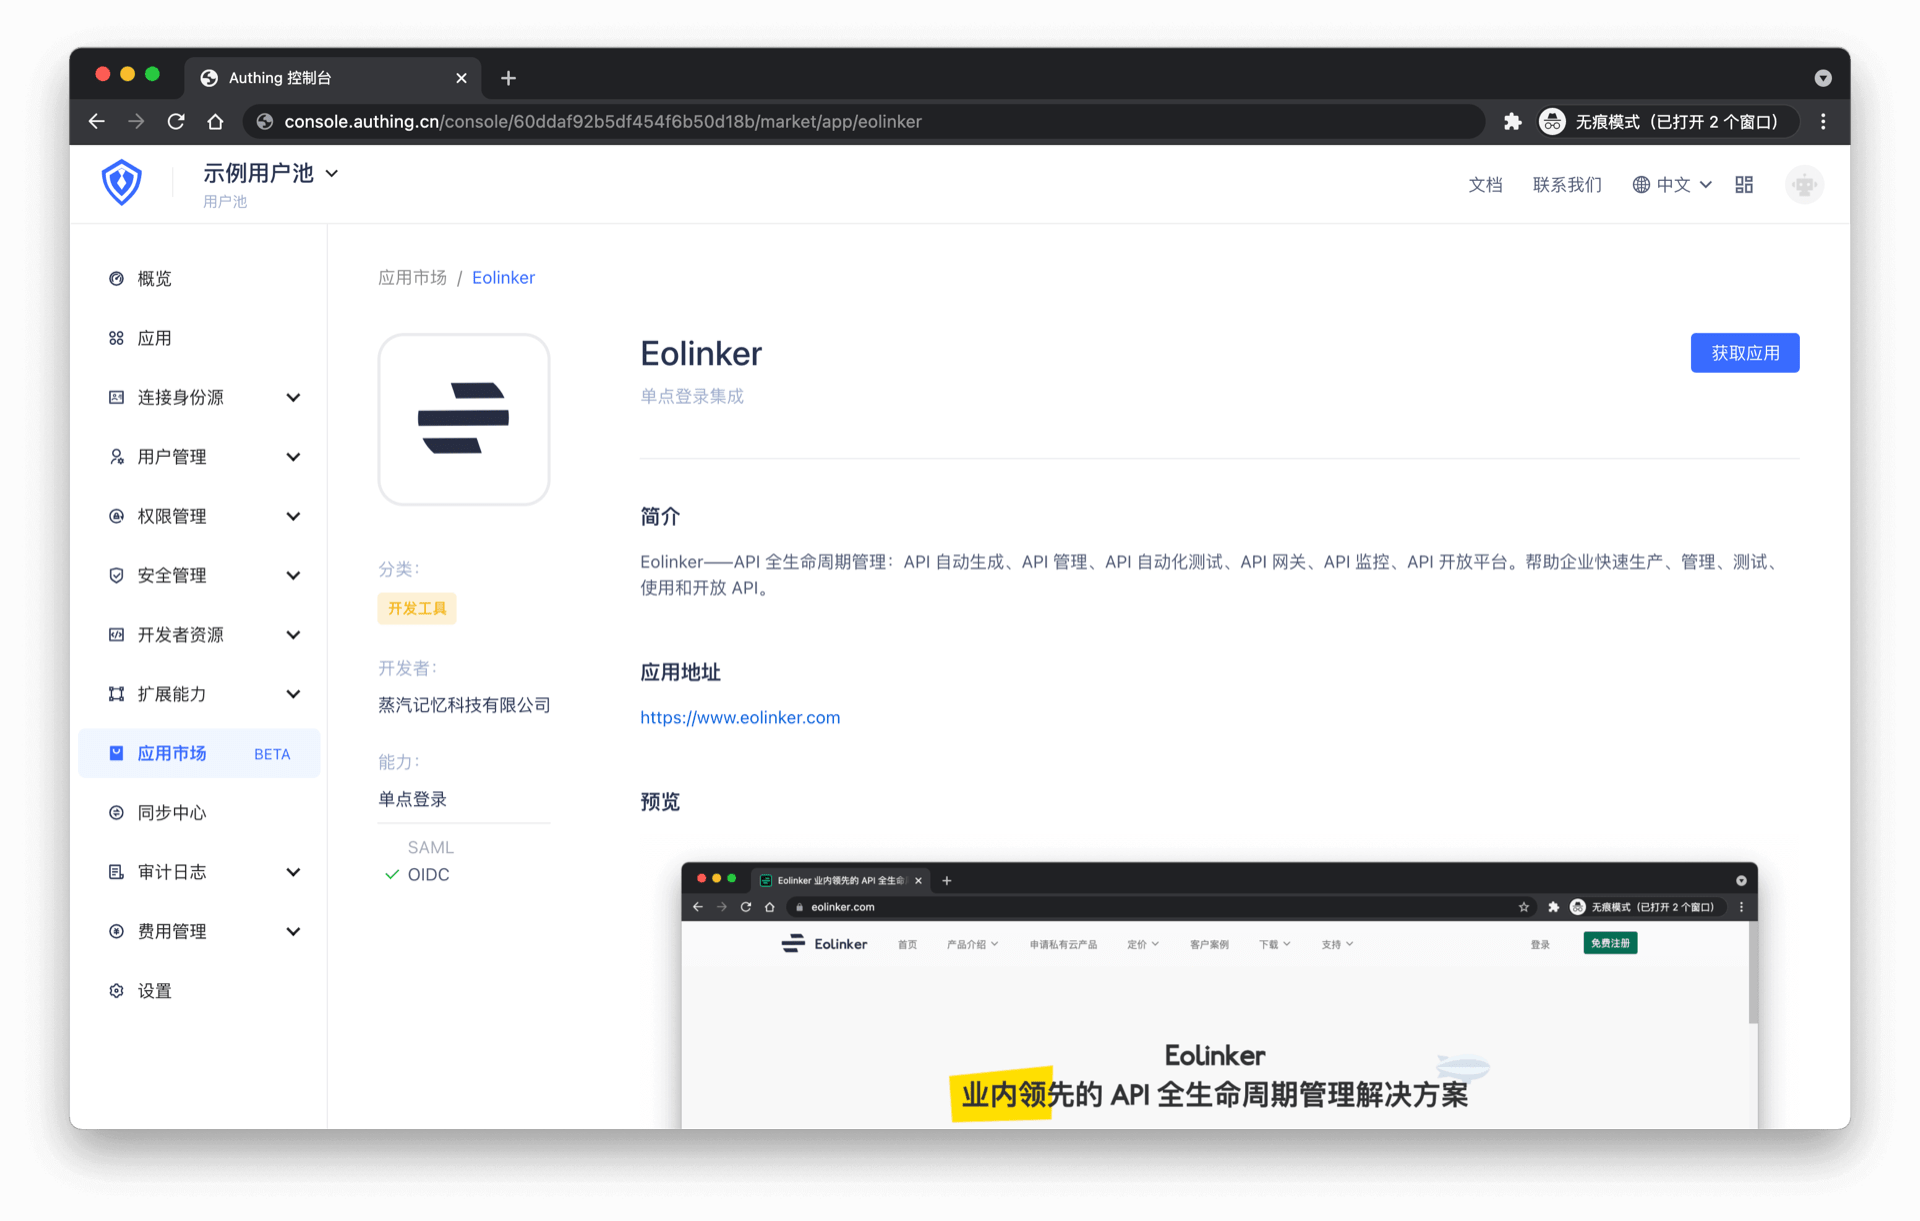 Authing 控制台
console.authing.cn/console/60ddaf92b5df454f6b50d18b/market/app/eolinker
无痕模式（已打开 2 个窗口）
示例用户池
用户池
文档
联系我们
中文
概览
应用
连接身份源
用户管理
权限管理
安全管理
开发者资源
扩展能力
应用市场 BETA
同步中心
审计日志
费用管理
设置
应用市场 / Eolinker
Eolinker
单点登录集成
获取应用
分类：
开发工具
开发者：
蒸汽记忆科技有限公司
能力：
单点登录
SAML
OIDC
简介
Eolinker——API 全生命周期管理：API 自动生成、API 管理、API 自动化测试、API 网关、API 监控、API 开放平台。帮助企业快速生产、管理、测试、
使用和开放 API。
应用地址
https://www.eolinker.com
预览
Eolinker 业内领先的 API 全生命
eolinker.com
无痕模式（已打开 2 个窗口）
Eolinker 首页 产品介绍 申请私有云产品 定价 客户案例 下载 支持 登录 免费注册
Eolinker
业内领先的 API 全生命周期管理解决方案